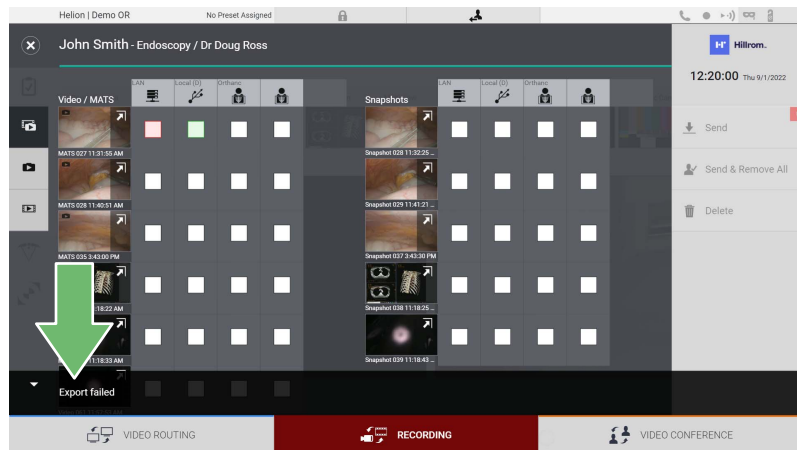 Helion | Demo OR
No Preset Assigned
John Smith - Endoscopy / Dr Doug Ross
Hillrom.
12:20:00 Thu 9/1/2022
Video / MATS
LAN
Local (D)
Orthanc
Snapshots
LAN
Local (D)
Orthanc
MATS 027 11:31:55 AM
Snapshot 028 11:32:25 ...
Send
MATS 028 11:40:51 AM
Snapshot 029 11:41:21 ...
Send & Remove All
MATS 035 3:43:00 PM
Snapshot 037 3:43:30 PM
Delete
:18:22 AM
Snapshot 038 11:18:25 ...
11:18:33 AM
Snapshot 039 11:18:43 ...
Export failed
VIDEO ROUTING
RECORDING
VIDEO CONFERENCE